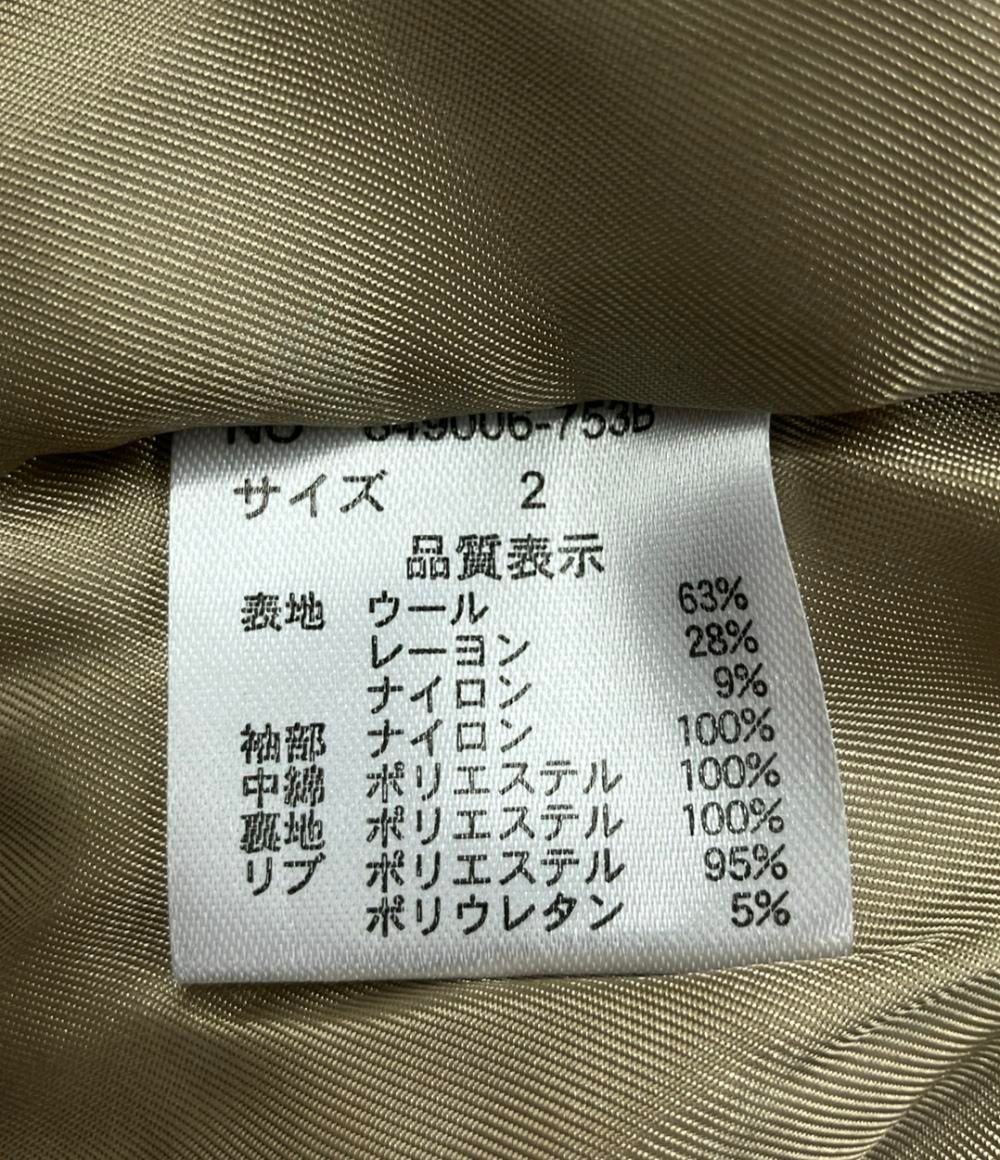 NO 849006-753B
サイズ 2
品質表示
表地 ウール 63%
レーヨン 28%
ナイロン 9%
袖部 ナイロン 100%
中綿 ポリエステル 100%
裏地 ポリエステル 100%
リブ ポリエステル 95%
ポリウレタン 5%